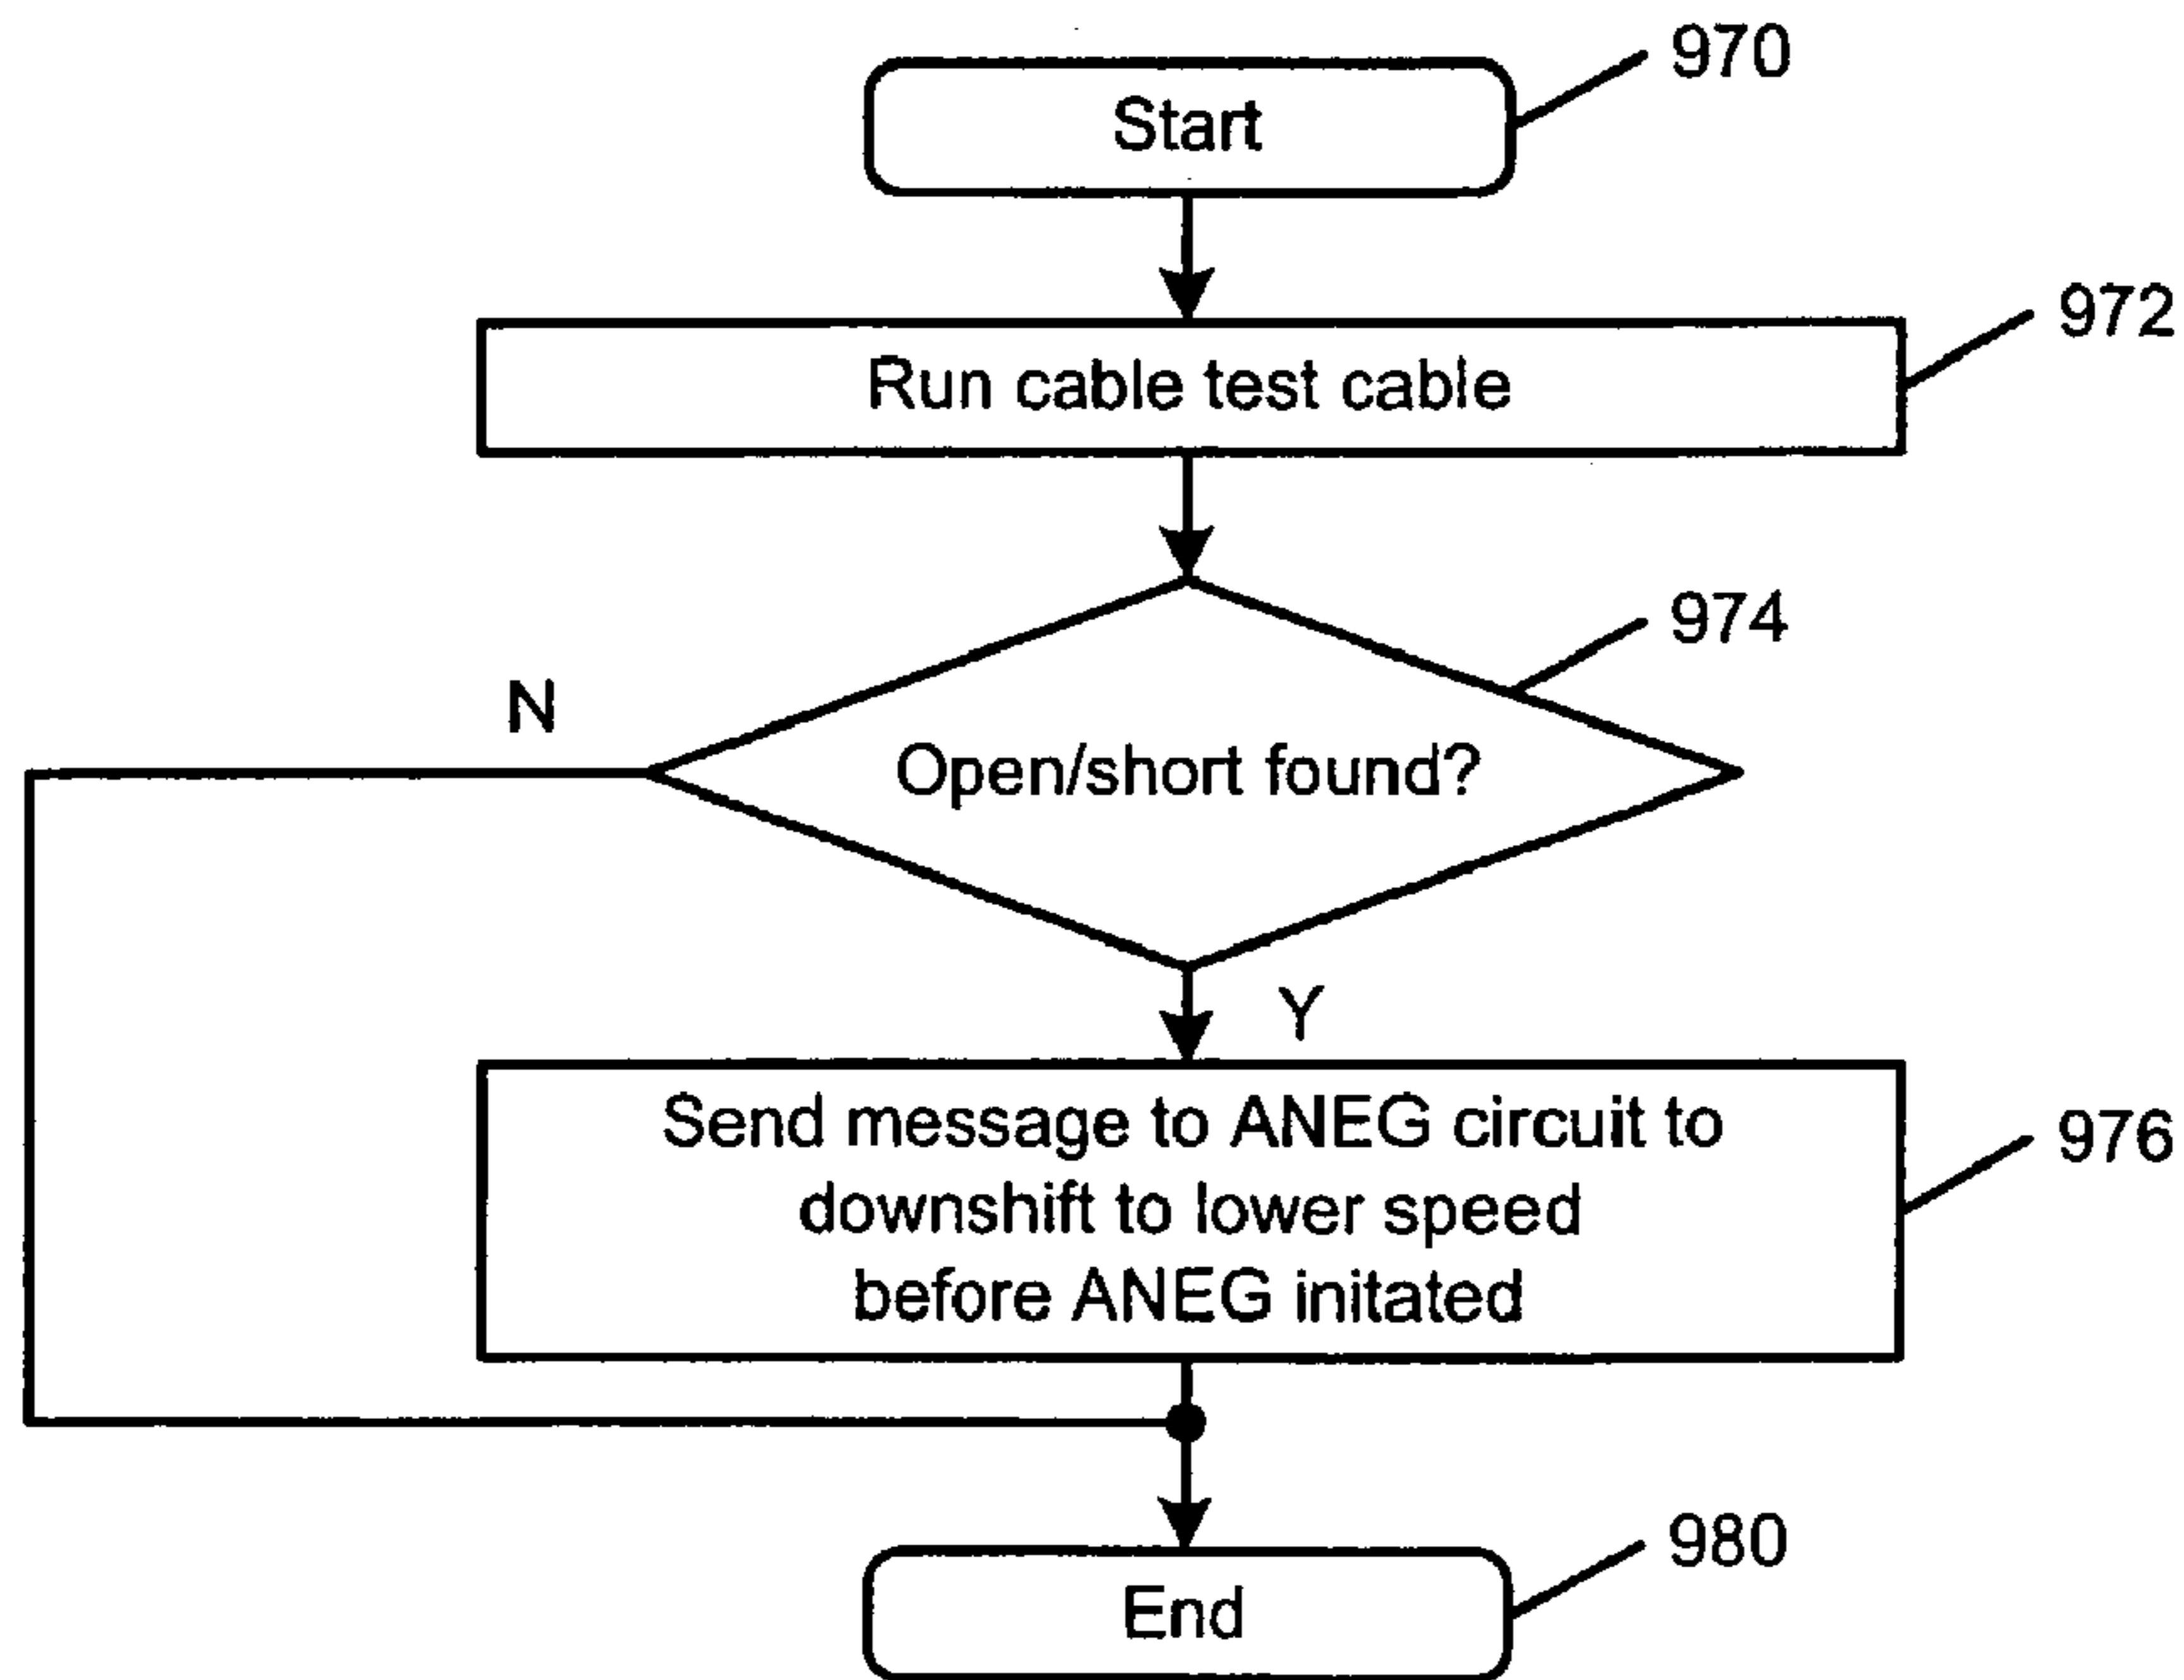 970
Start
972
Run cable test cable
974
N
Open/short found?
Y
Send message to ANEG circuit to
downshift to lower speed
before ANEG initated
976
980
End